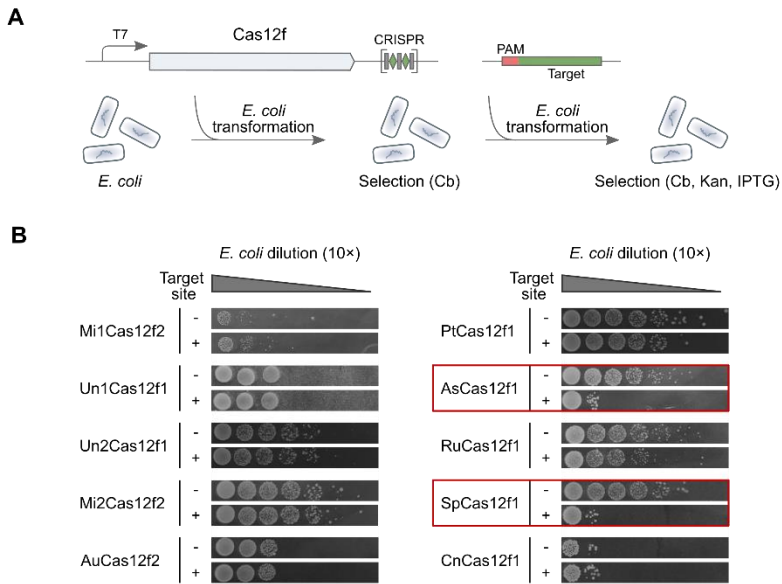 A
T7
Cas12f
CRISPR
PAM
Target
E. coli
transformation
E. coli
transformation
E. coli
Selection (Cb)
Selection (Cb, Kan, IPTG)
B
E. coli dilution (10×)
Target
site
Mi1Cas12f2
-
+
Un1Cas12f1
-
+
Un2Cas12f1
-
+
Mi2Cas12f2
-
+
AuCas12f2
-
+
E. coli dilution (10×)
Target
site
PtCas12f1
-
+
AsCas12f1
-
+
RuCas12f1
-
+
SpCas12f1
-
+
CnCas12f1
-
+